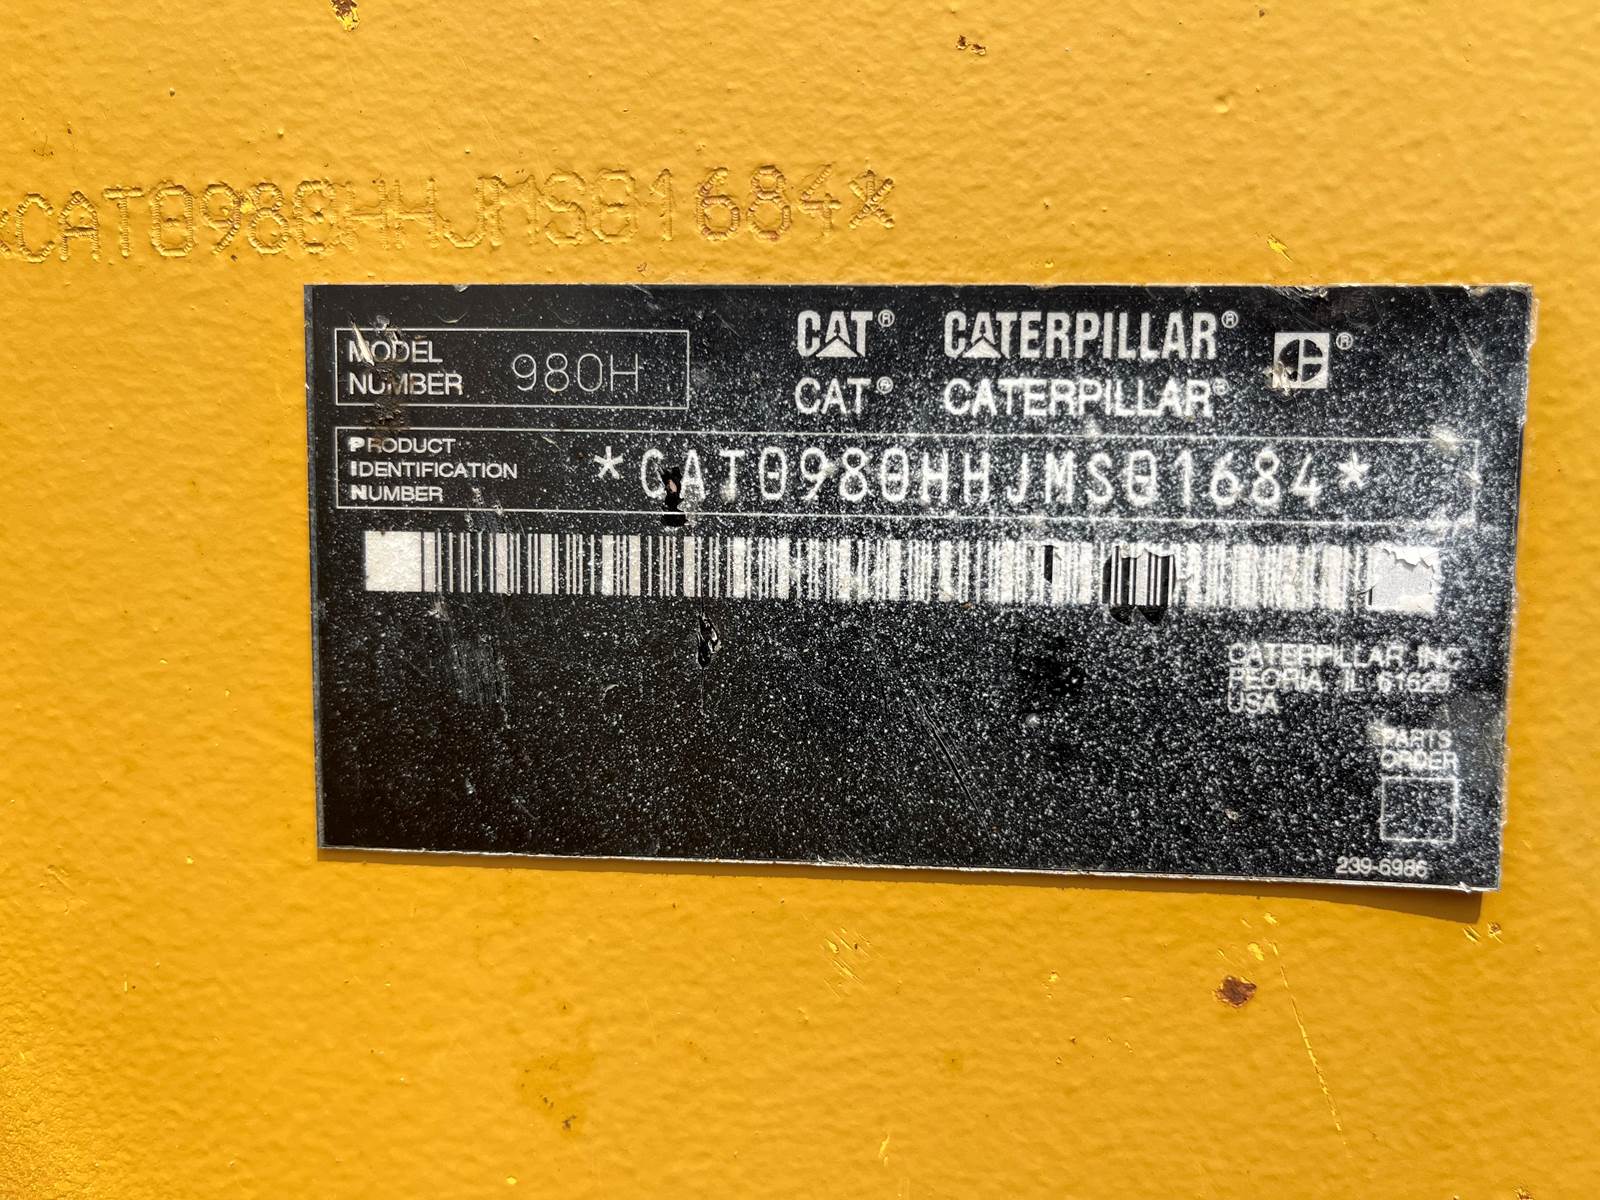 *CAT0980HHJMS01684*
MODEL
NUMBER 980H
CAT® CATERPILLAR® ®
CAT® CATERPILLAR®
PRODUCT
IDENTIFICATION
NUMBER
*CAT0980HHJMS01684*
CATERPILLAR INC
PEORIA, IL 61629
USA
PARTS
ORDER
239-6986